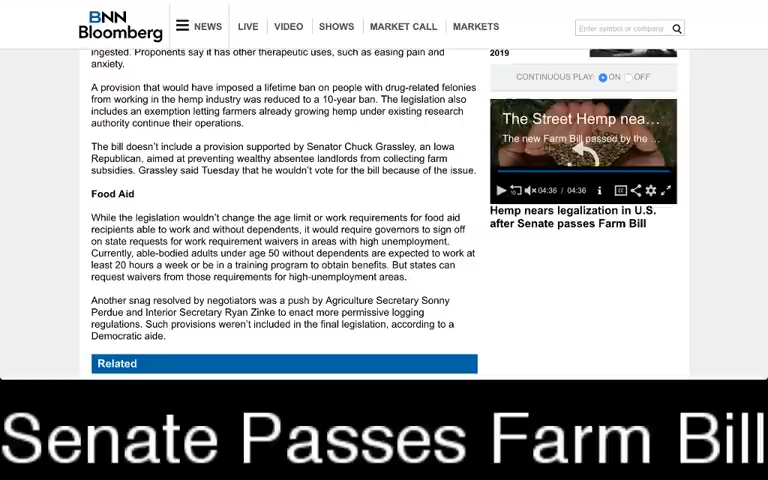 BNN
Bloomberg
NEWS LIVE VIDEO SHOWS MARKET CALL MARKETS
Enter symbol or company
ingested. Proponents say it has other therapeutic uses, such as easing pain and
anxiety.
A provision that would have imposed a lifetime ban on people with drug-related felonies
from working in the hemp industry was reduced to a 10-year ban. The legislation also
includes an exemption letting farmers already growing hemp under existing research
authority continue their operations.
The bill doesn't include a provision supported by Senator Chuck Grassley, an Iowa
Republican, aimed at preventing wealthy absentee landlords from collecting farm
subsidies. Grassley said Tuesday that he wouldn't vote for the bill because of the issue.
Food Aid
While the legislation wouldn't change the age limit or work requirements for food aid
recipients able to work and without dependents, it would require governors to sign off
on state requests for work requirement waivers in areas with high unemployment.
Currently, able-bodied adults under age 50 without dependents are expected to work at
least 20 hours a week or be in a training program to obtain benefits. But states can
request waivers from those requirements for high-unemployment areas.
Another snag resolved by negotiators was a push by Agriculture Secretary Sonny
Perdue and Interior Secretary Ryan Zinke to enact more permissive logging
regulations. Such provisions weren't included in the final legislation, according to a
Democratic aide.
Related
2019
CONTINUOUS PLAY: ON OFF
The Street Hemp nea...
The new Farm Bill passed by the ...
04:36 / 04:36
Hemp nears legalization in U.S.
after Senate passes Farm Bill
Senate Passes Farm Bill